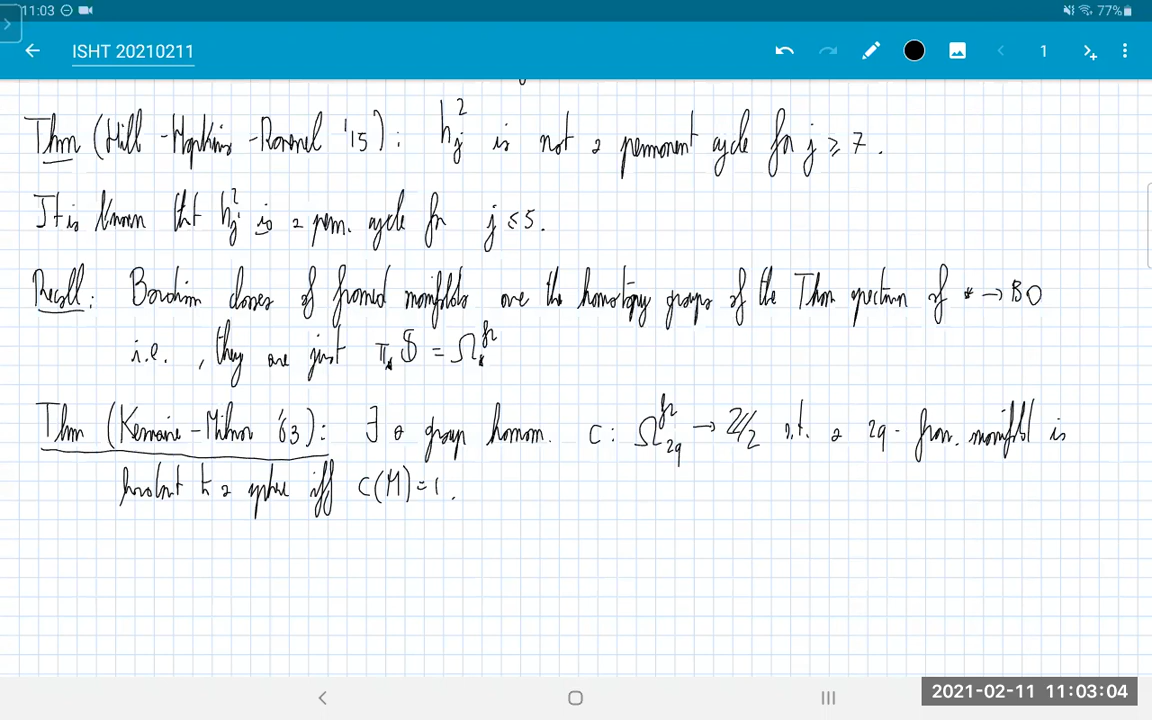 11:03 77%
ISHT 20210211 1
Thm (Hill-Hopkins-Ravenel '15): h_j^2 is not a permanent cycle for j ≥ 7.
It is known that h_j^2 is a perm. cycle for j ≤ 5.
Recall: Bordism classes of framed manifolds are the homotopy groups of the Thom spectrum of * → BO
i.e., they are just π_* 𝕊 = Ω_*^fr
Thm (Kervaire-Milnor '63): ∃ a group homom. c: Ω_{2q}^fr → ℤ/2 s.t. a 2q- fram. manifold is
bordant to a sphere iff c(M)=1.
2021-02-11 11:03:04